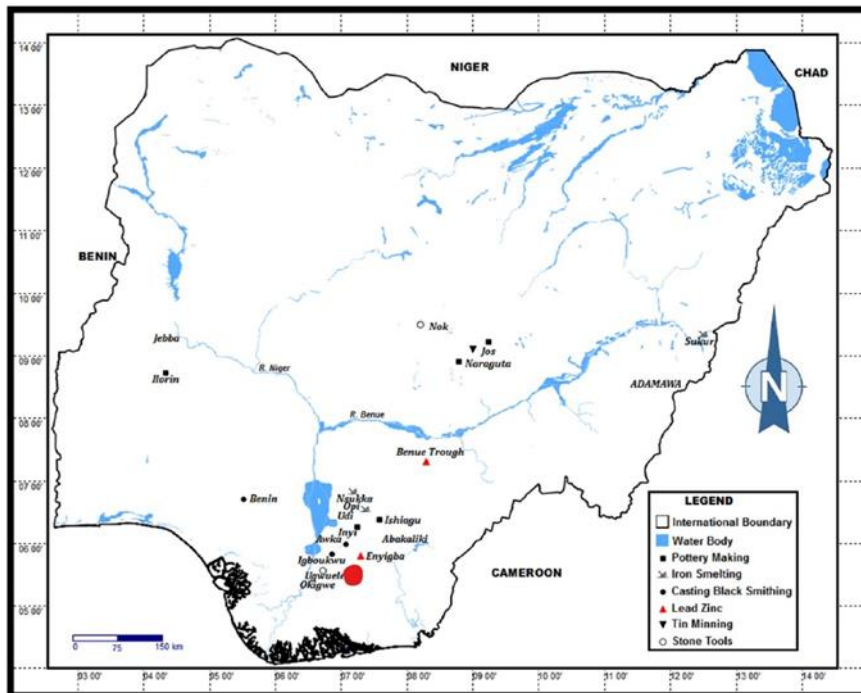 14 00'
NIGER
CHAD
13 00'
12 00'
11 00'
BENIN
10 00'
Nok
Jebba
Jos
Sukur
09 00'
Naraguta
R. Niger
Ilorin
ADAMAWA
08 00'
R. Benue
Benue Trough
07 00'
Benin
Nsukka
Opi
Udi
Ishiagu
Inyi
Awka
Abakaliki
06 00'
Igboukwu
Enyigba
Ugwuele
Okigwe
CAMEROON
05 00'
LEGEND
International Boundary
Water Body
Pottery Making
Iron Smelting
Casting Black Smithing
Lead Zinc
Tin Minning
Stone Tools
N
0 75 150 km
03 00' 04 00' 05 00' 06 00' 07 00' 08 00' 09 00' 10 00' 11 00' 12 00' 13 00' 14 00'